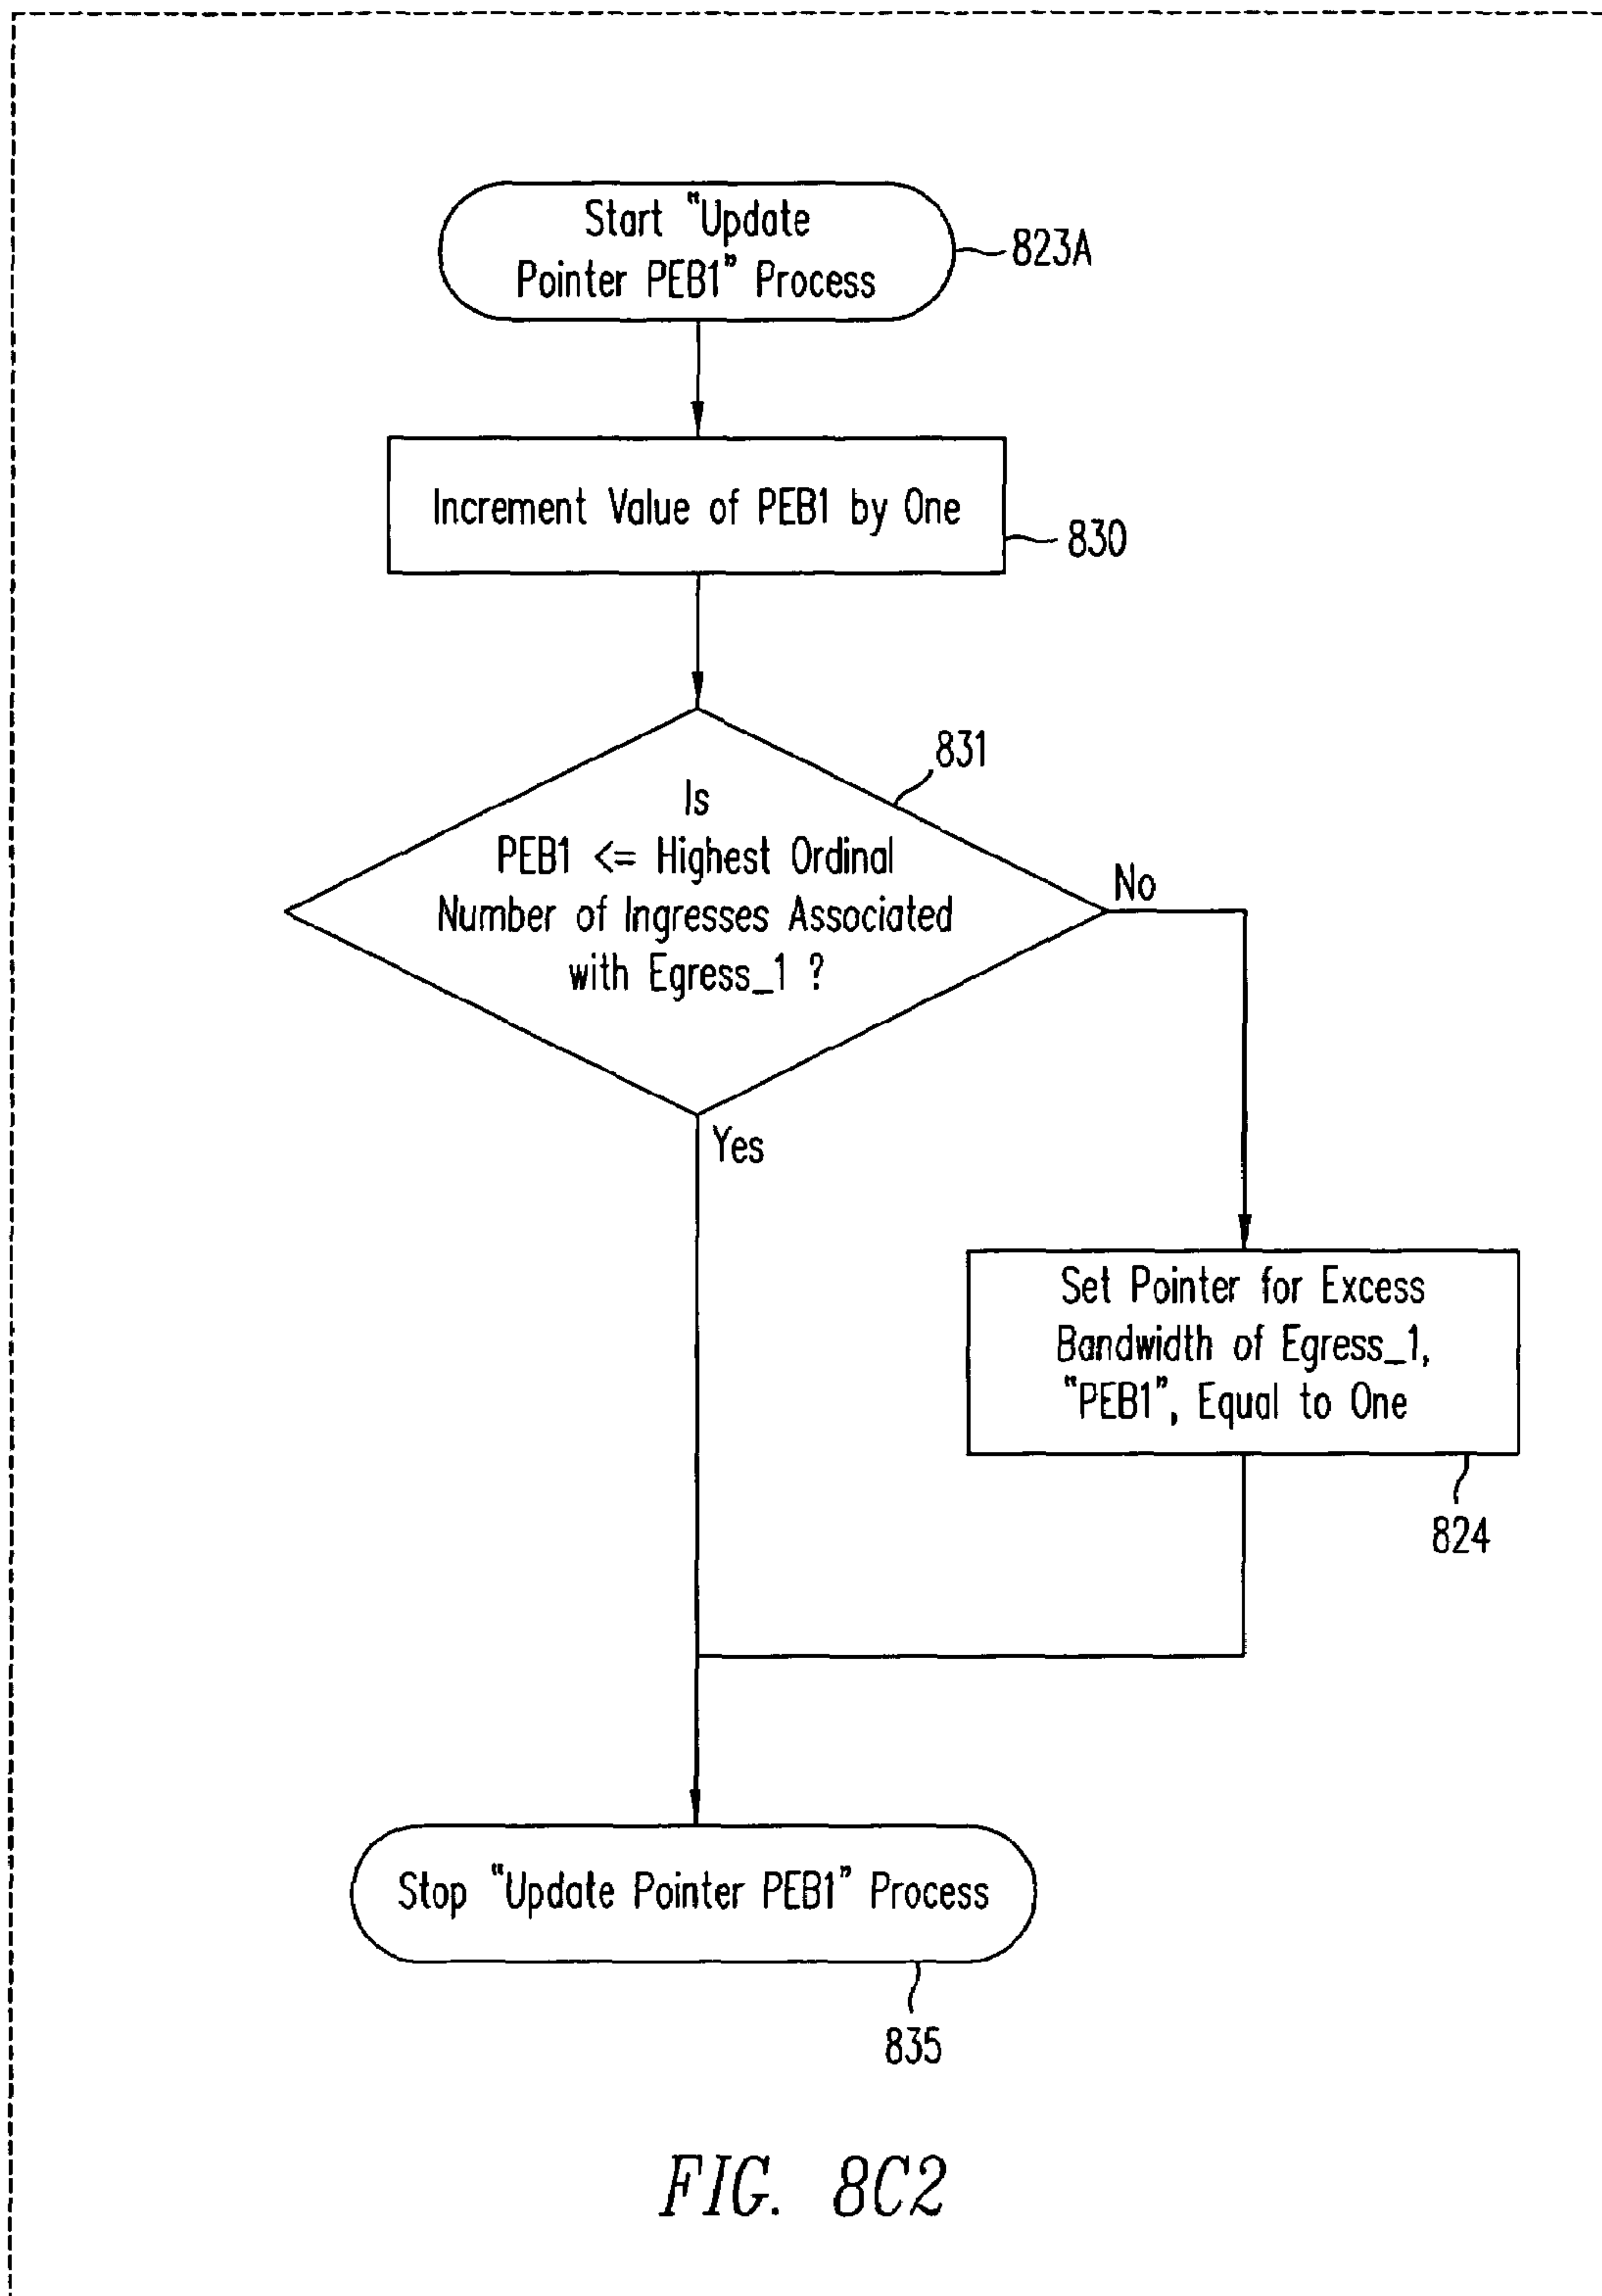 Start "Update
Pointer PEB1" Process
823A
Increment Value of PEB1 by One
830
831
Is
PEB1 <= Highest Ordinal
Number of Ingresses Associated
with Egress_1 ?
No
Yes
Set Pointer for Excess
Bandwidth of Egress_1,
"PEB1", Equal to One
824
Stop "Update Pointer PEB1" Process
835
FIG. 8C2